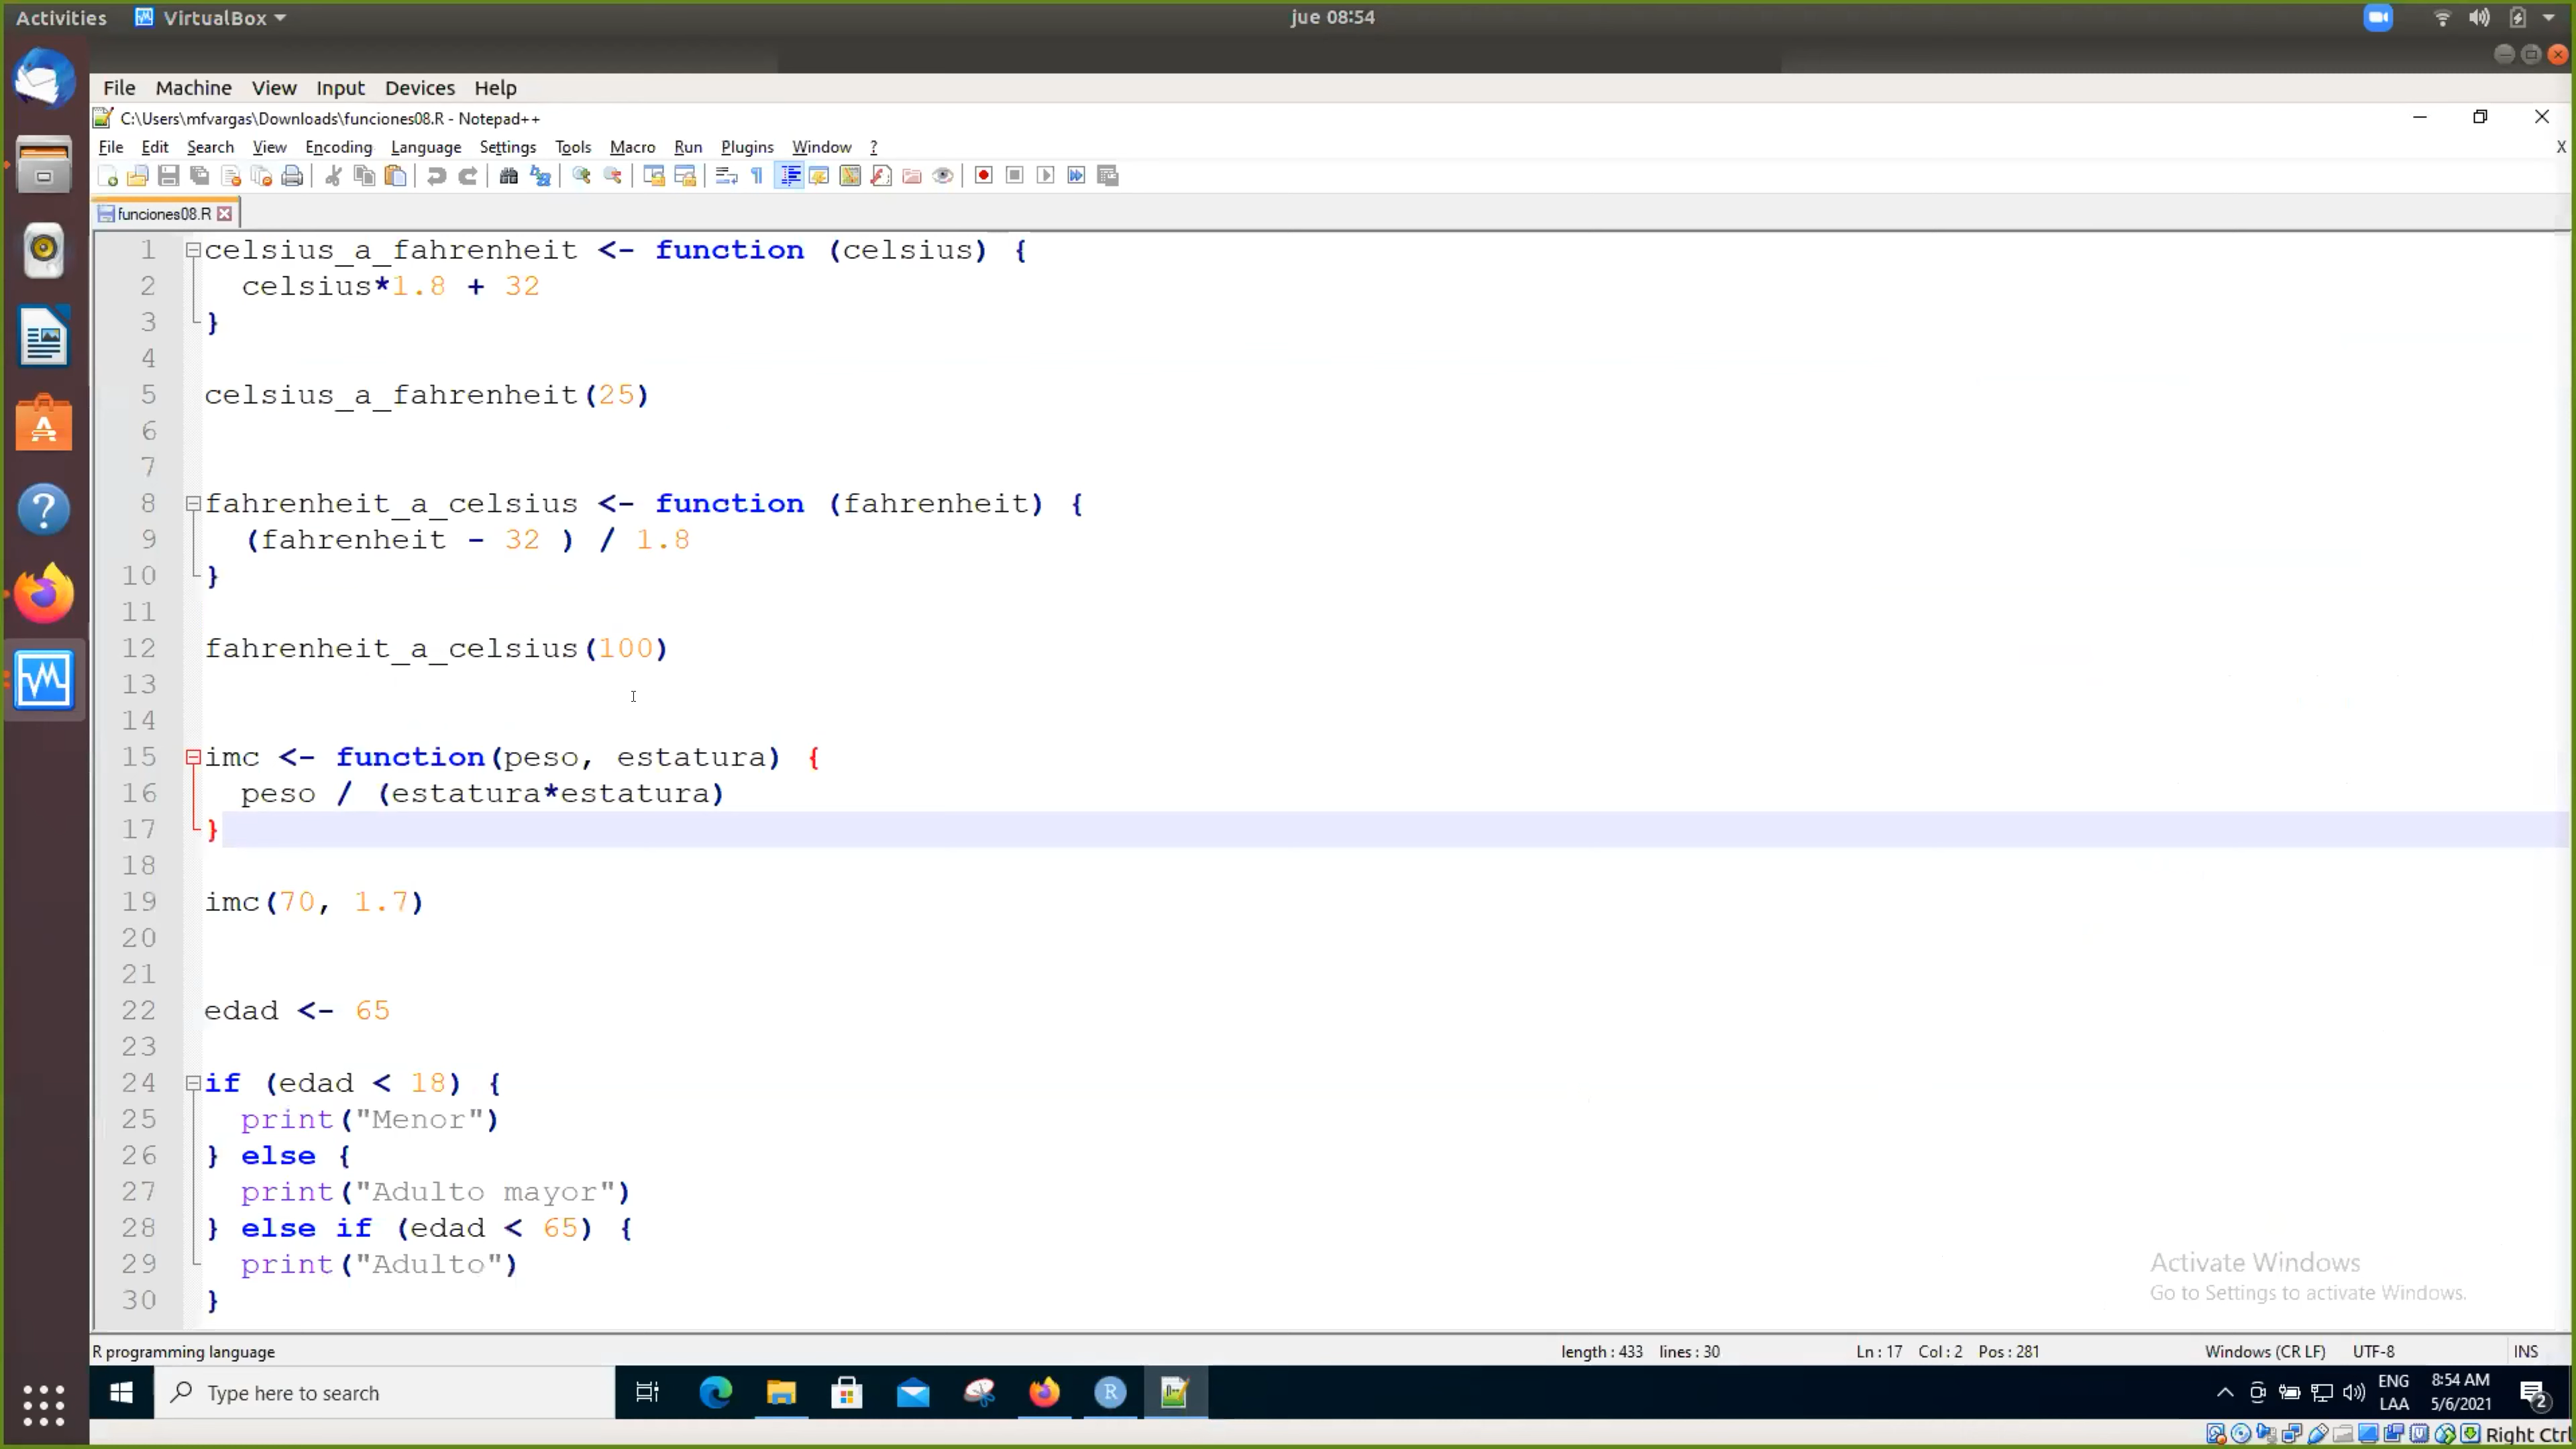 Activities VirtualBox jue 08:54
File Machine View Input Devices Help
C:\Users\mfvargas\Downloads\funciones08.R - Notepad++
File Edit Search View Encoding Language Settings Tools Macro Run Plugins Window ? X
funciones08.R
1 celsius_a_fahrenheit <- function (celsius) {
2 celsius*1.8 + 32
3 }
4
5 celsius_a_fahrenheit(25)
6
7
8 fahrenheit_a_celsius <- function (fahrenheit) {
9 (fahrenheit - 32 ) / 1.8
10 }
11
12 fahrenheit_a_celsius(100)
13
14
15 imc <- function(peso, estatura) {
16 peso / (estatura*estatura)
17 }
18
19 imc(70, 1.7)
20
21
22 edad <- 65
23
24 if (edad < 18) {
25 print("Menor")
26 } else {
27 print("Adulto mayor")
28 } else if (edad < 65) {
29 print("Adulto")
30 }
Activate Windows
Go to Settings to activate Windows.
R programming language length : 433 lines : 30 Ln : 17 Col : 2 Pos : 281 Windows (CR LF) UTF-8 INS
Type here to search
ENG 8:54 AM
LAA 5/6/2021 2
Right Ctrl